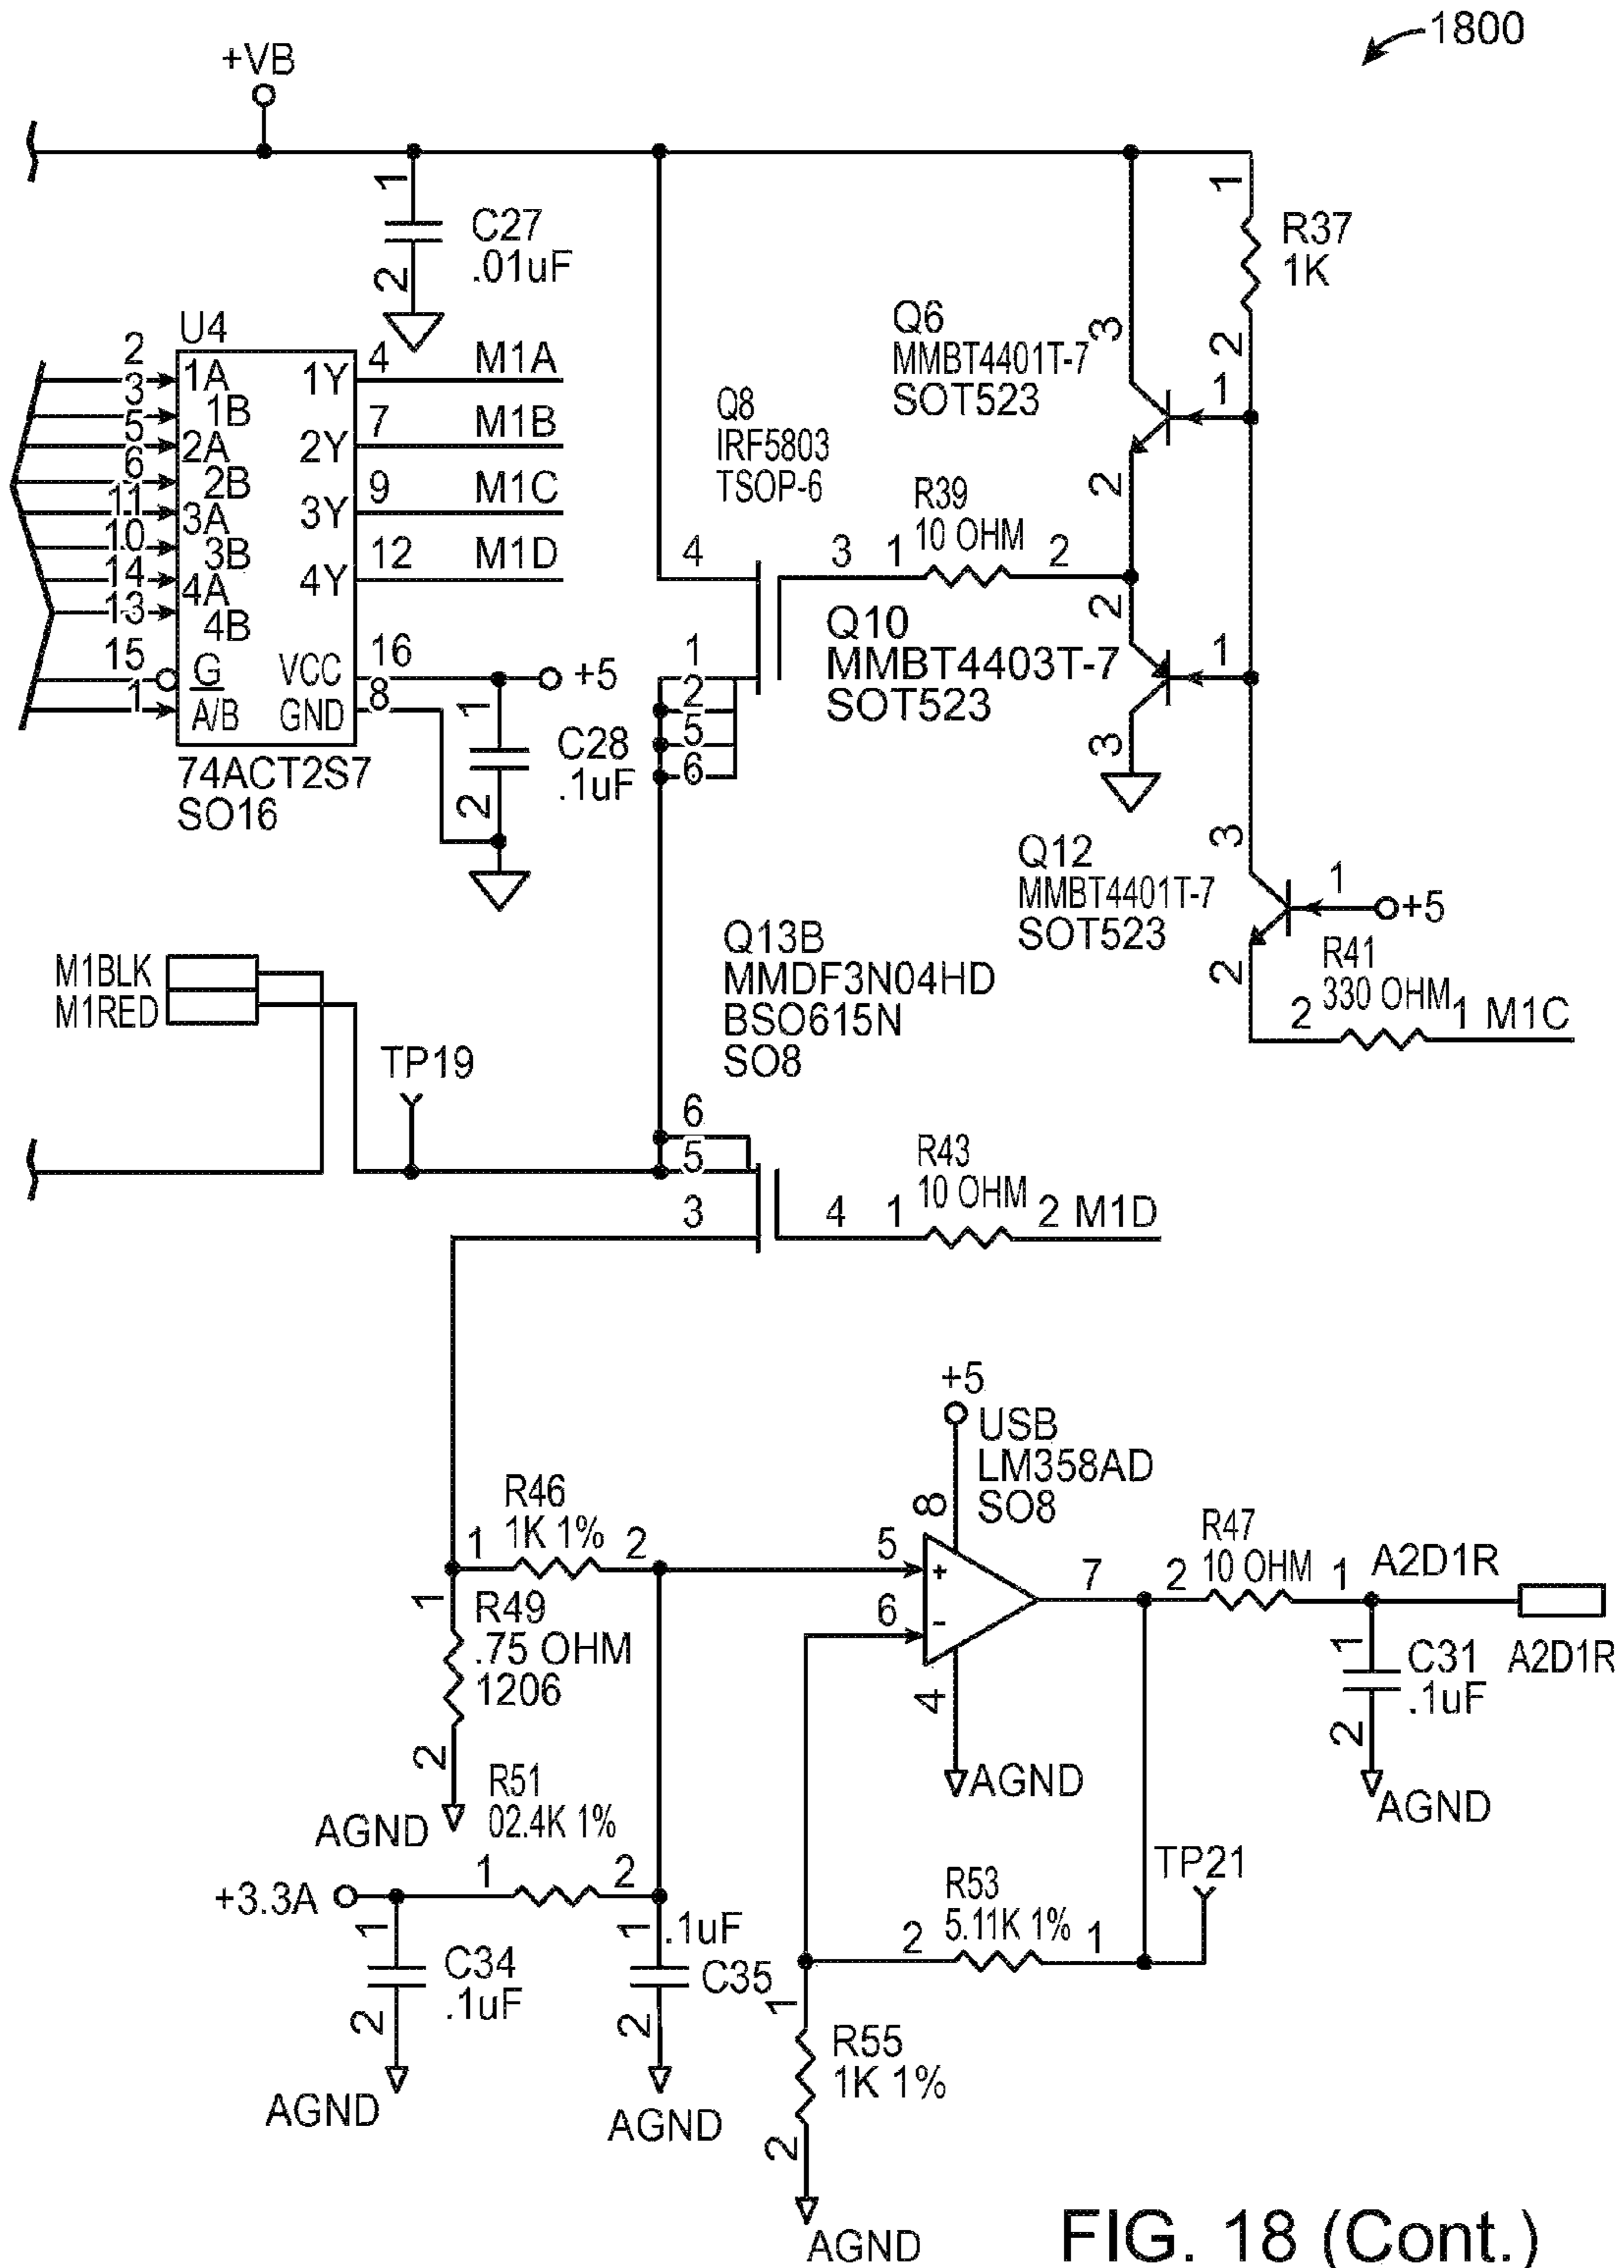 1800
+VB
1
C27
.01uF
2
1
R37
1K
2
U4
2
1A
3
1B
5
2A
6
2B
11
3A
10
3B
14
4A
13
4B
15
G
1
A/B
1Y
4
M1A
2Y
7
M1B
3Y
9
M1C
4Y
12
M1D
VCC
16
+5
GND
8
74ACT2S7
SO16
1
C28
.1uF
2
Q6
MMBT4401T-7
SOT523
3
1
2
Q8
IRF5803
TSOP-6
4
3
1
2
5
6
R39
10 OHM
1
2
Q10
MMBT4403T-7
SOT523
2
1
3
Q12
MMBT4401T-7
SOT523
3
1
+5
2
R41
330 OHM
2
1
M1C
M1BLK
M1RED
TP19
Q13B
MMDF3N04HD
BSO615N
SO8
6
5
3
4
R43
10 OHM
1
2
M1D
+5
USB
LM358AD
SO8
8
5
+
6
-
7
4
AGND
R46
1K 1%
1
2
1
R49
.75 OHM
1206
2
AGND
R47
10 OHM
2
1
A2D1R
A2D1R
1
C31
.1uF
2
AGND
R51
02.4K 1%
+3.3A
1
2
1
C34
.1uF
2
AGND
1
.1uF
C35
2
AGND
R53
5.11K 1%
2
1
TP21
1
R55
1K 1%
2
AGND
FIG. 18 (Cont.)